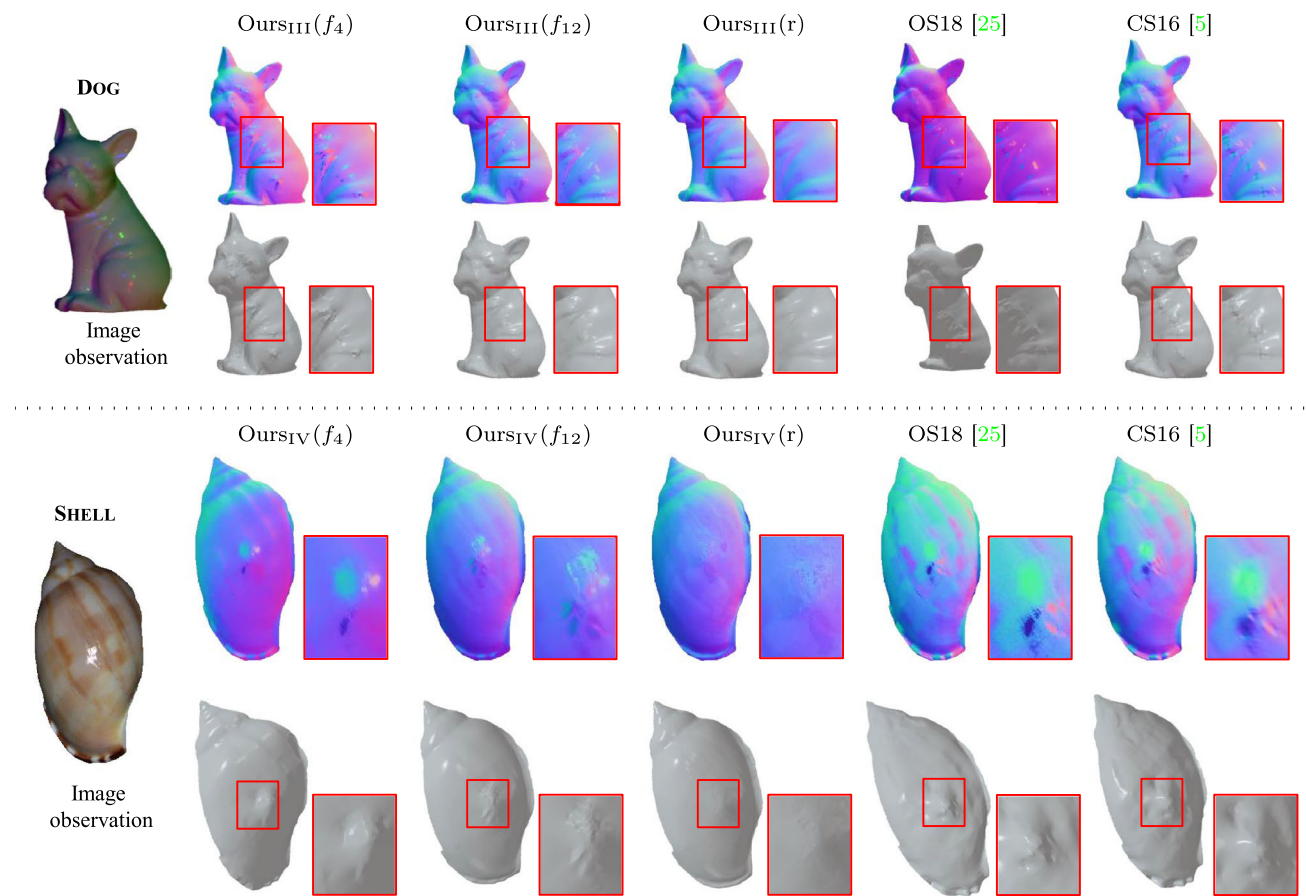 Ours_III(f_4) Ours_III(f_12) Ours_III(r) OS18 [25] CS16 [5]
DOG
Image
observation
Ours_IV(f_4) Ours_IV(f_12) Ours_IV(r) OS18 [25] CS16 [5]
SHELL
Image
observation